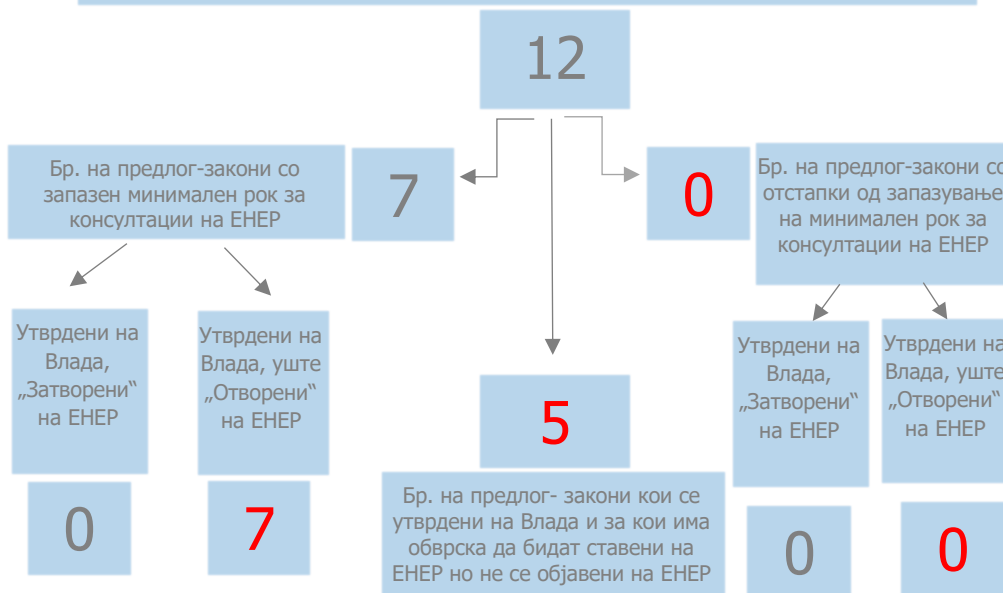 12
Бр. на предлог-закони со
запазен минимален рок за
консултации на ЕНЕР
7
0
Бр. на предлог-закони со
отстапки од запазување
на минимален рок за
консултации на ЕНЕР
Утврдени на
Влада,
„Затворени“
на ЕНЕР
Утврдени на
Влада, уште
„Отворени“
на ЕНЕР
5
Утврдени на
Влада,
„Затворени“
на ЕНЕР
Утврдени на
Влада, уште
„Отворени“
на ЕНЕР
0
7
Бр. на предлог- закони кои се
утврдени на Влада и за кои има
обврска да бидат ставени на
ЕНЕР но не се објавени на ЕНЕР
0
0